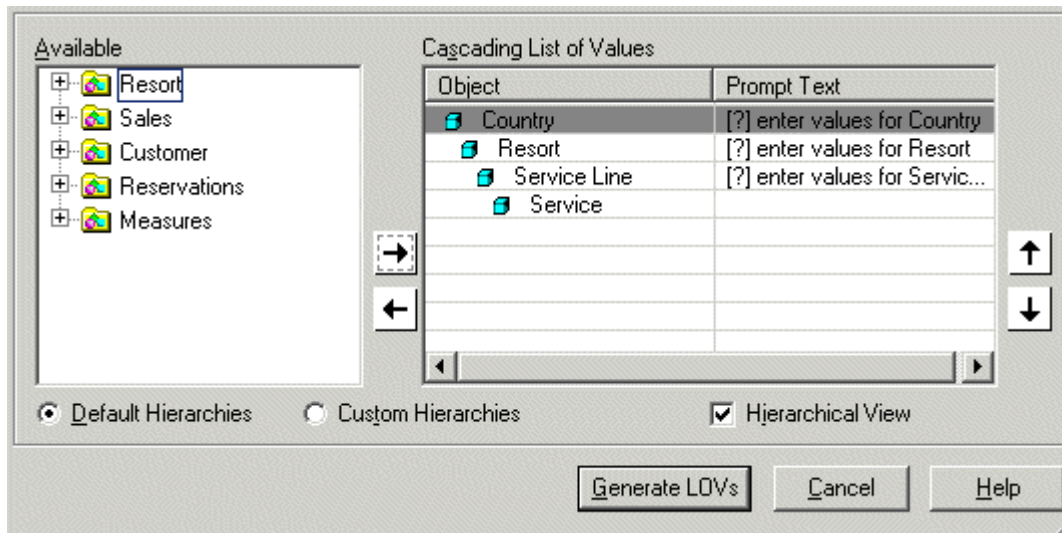 Available
Resort
Sales
Customer
Reservations
Measures
Cascading List of Values
Object Prompt Text
Country [?] enter values for Country
Resort [?] enter values for Resort
Service Line [?] enter values for Servic...
Service
Default Hierarchies Custom Hierarchies Hierarchical View
Generate LOVs Cancel Help